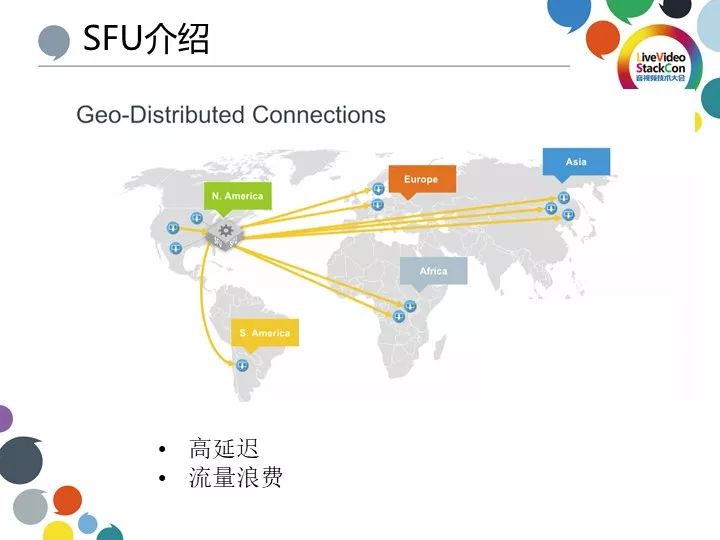 SFU介绍
LiveVideo
StackCon
音视频技术大会
Geo-Distributed Connections
Asia
Europe
N. America
Africa
S. America
• 高延迟
• 流量浪费